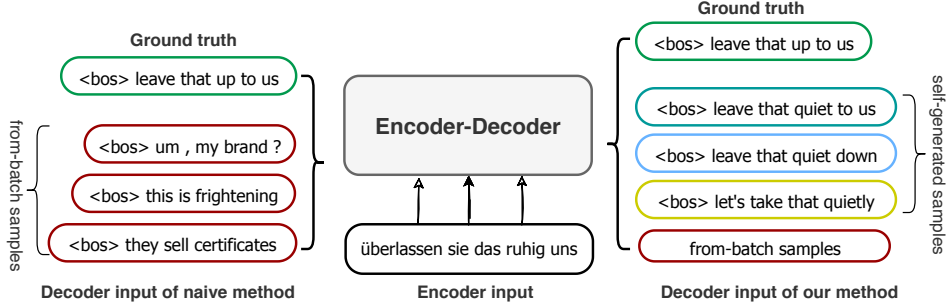 Ground truth
<bos> leave that up to us
from-batch samples
<bos> um , my brand ?
<bos> this is frightening
<bos> they sell certificates
Decoder input of naive method
Encoder-Decoder
überlassen sie das ruhig uns
Encoder input
Ground truth
<bos> leave that up to us
<bos> leave that quiet to us
<bos> leave that quiet down
<bos> let's take that quietly
self-generated samples
from-batch samples
Decoder input of our method